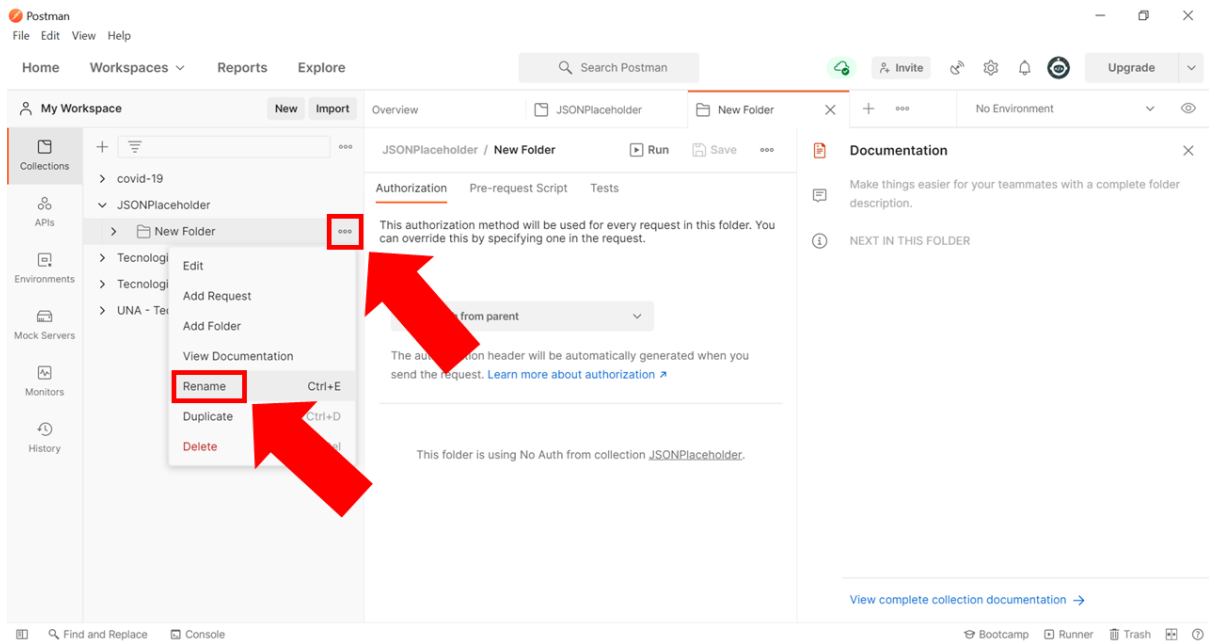 Postman
File Edit View Help
Home Workspaces Reports Explore
Search Postman
Invite
Upgrade
My Workspace
New Import
Overview
JSONPlaceholder
New Folder
No Environment
Collections
APIs
Environments
Mock Servers
Monitors
History
covid-19
JSONPlaceholder
New Folder
Tecnologi
Tecnologi
UNA - Tec
Edit
Add Request
Add Folder
View Documentation
Rename Ctrl+E
Duplicate Ctrl+D
Delete
JSONPlaceholder / New Folder
Run
Save
Authorization Pre-request Script Tests
This authorization method will be used for every request in this folder. You
can override this by specifying one in the request.
from parent
The authorization header will be automatically generated when you
send the request. Learn more about authorization ↗
This folder is using No Auth from collection JSONPlaceholder.
Documentation
Make things easier for your teammates with a complete folder
description.
NEXT IN THIS FOLDER
View complete collection documentation →
Find and Replace Console
Bootcamp Runner Trash